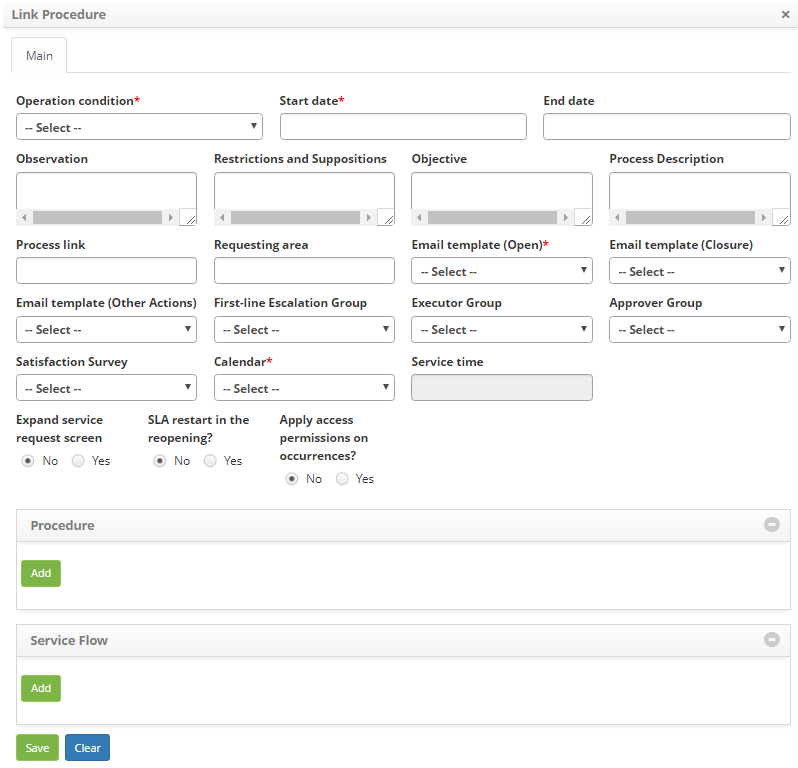 Link Procedure ×
Main
Operation condition* Start date* End date
-- Select --
Observation Restrictions and Suppositions Objective Process Description
Process link Requesting area Email template (Open)* Email template (Closure)
-- Select -- -- Select --
Email template (Other Actions) First-line Escalation Group Executor Group Approver Group
-- Select -- -- Select -- -- Select -- -- Select --
Satisfaction Survey Calendar* Service time
-- Select -- -- Select --
Expand service request screen
SLA restart in the reopening?
Apply access permissions on occurrences?
No Yes No Yes
No Yes
Procedure
Add
Service Flow
Add
Save Clear